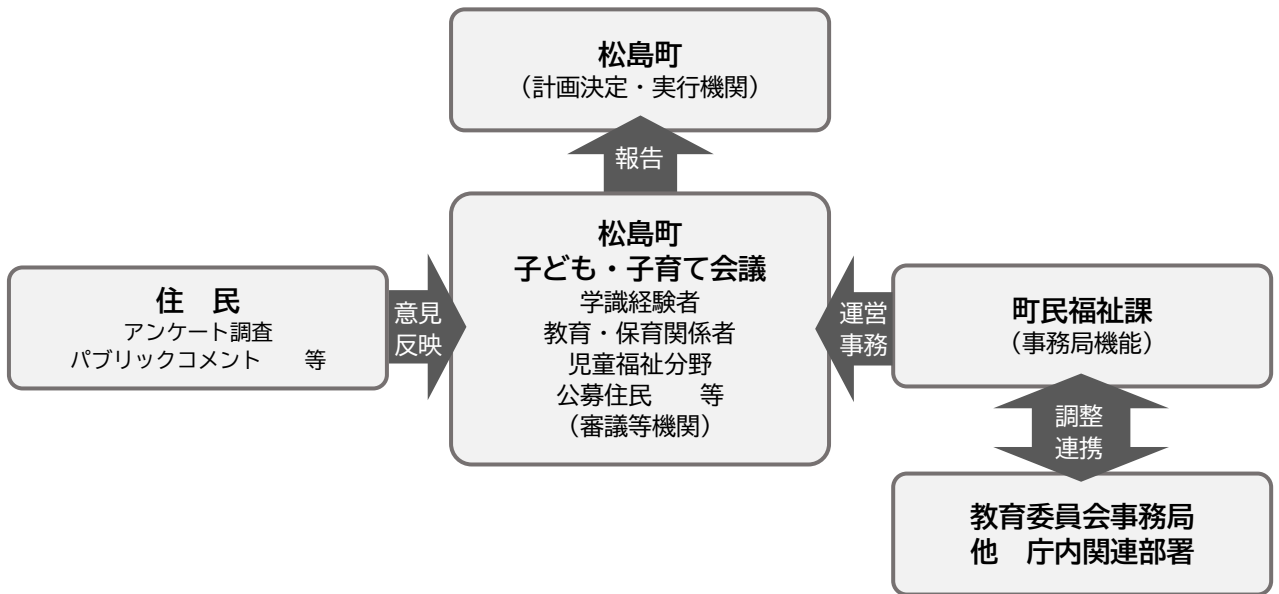 松島町
（計画決定・実行機関）
報告
松島町
子ども・子育て会議
学識経験者
教育・保育関係者
児童福祉分野
公募住民　　等
（審議等機関）
住　民
アンケート調査
パブリックコメント　　等
意見
反映
運営
事務
町民福祉課
（事務局機能）
調整
連携
教育委員会事務局
他　庁内関連部署